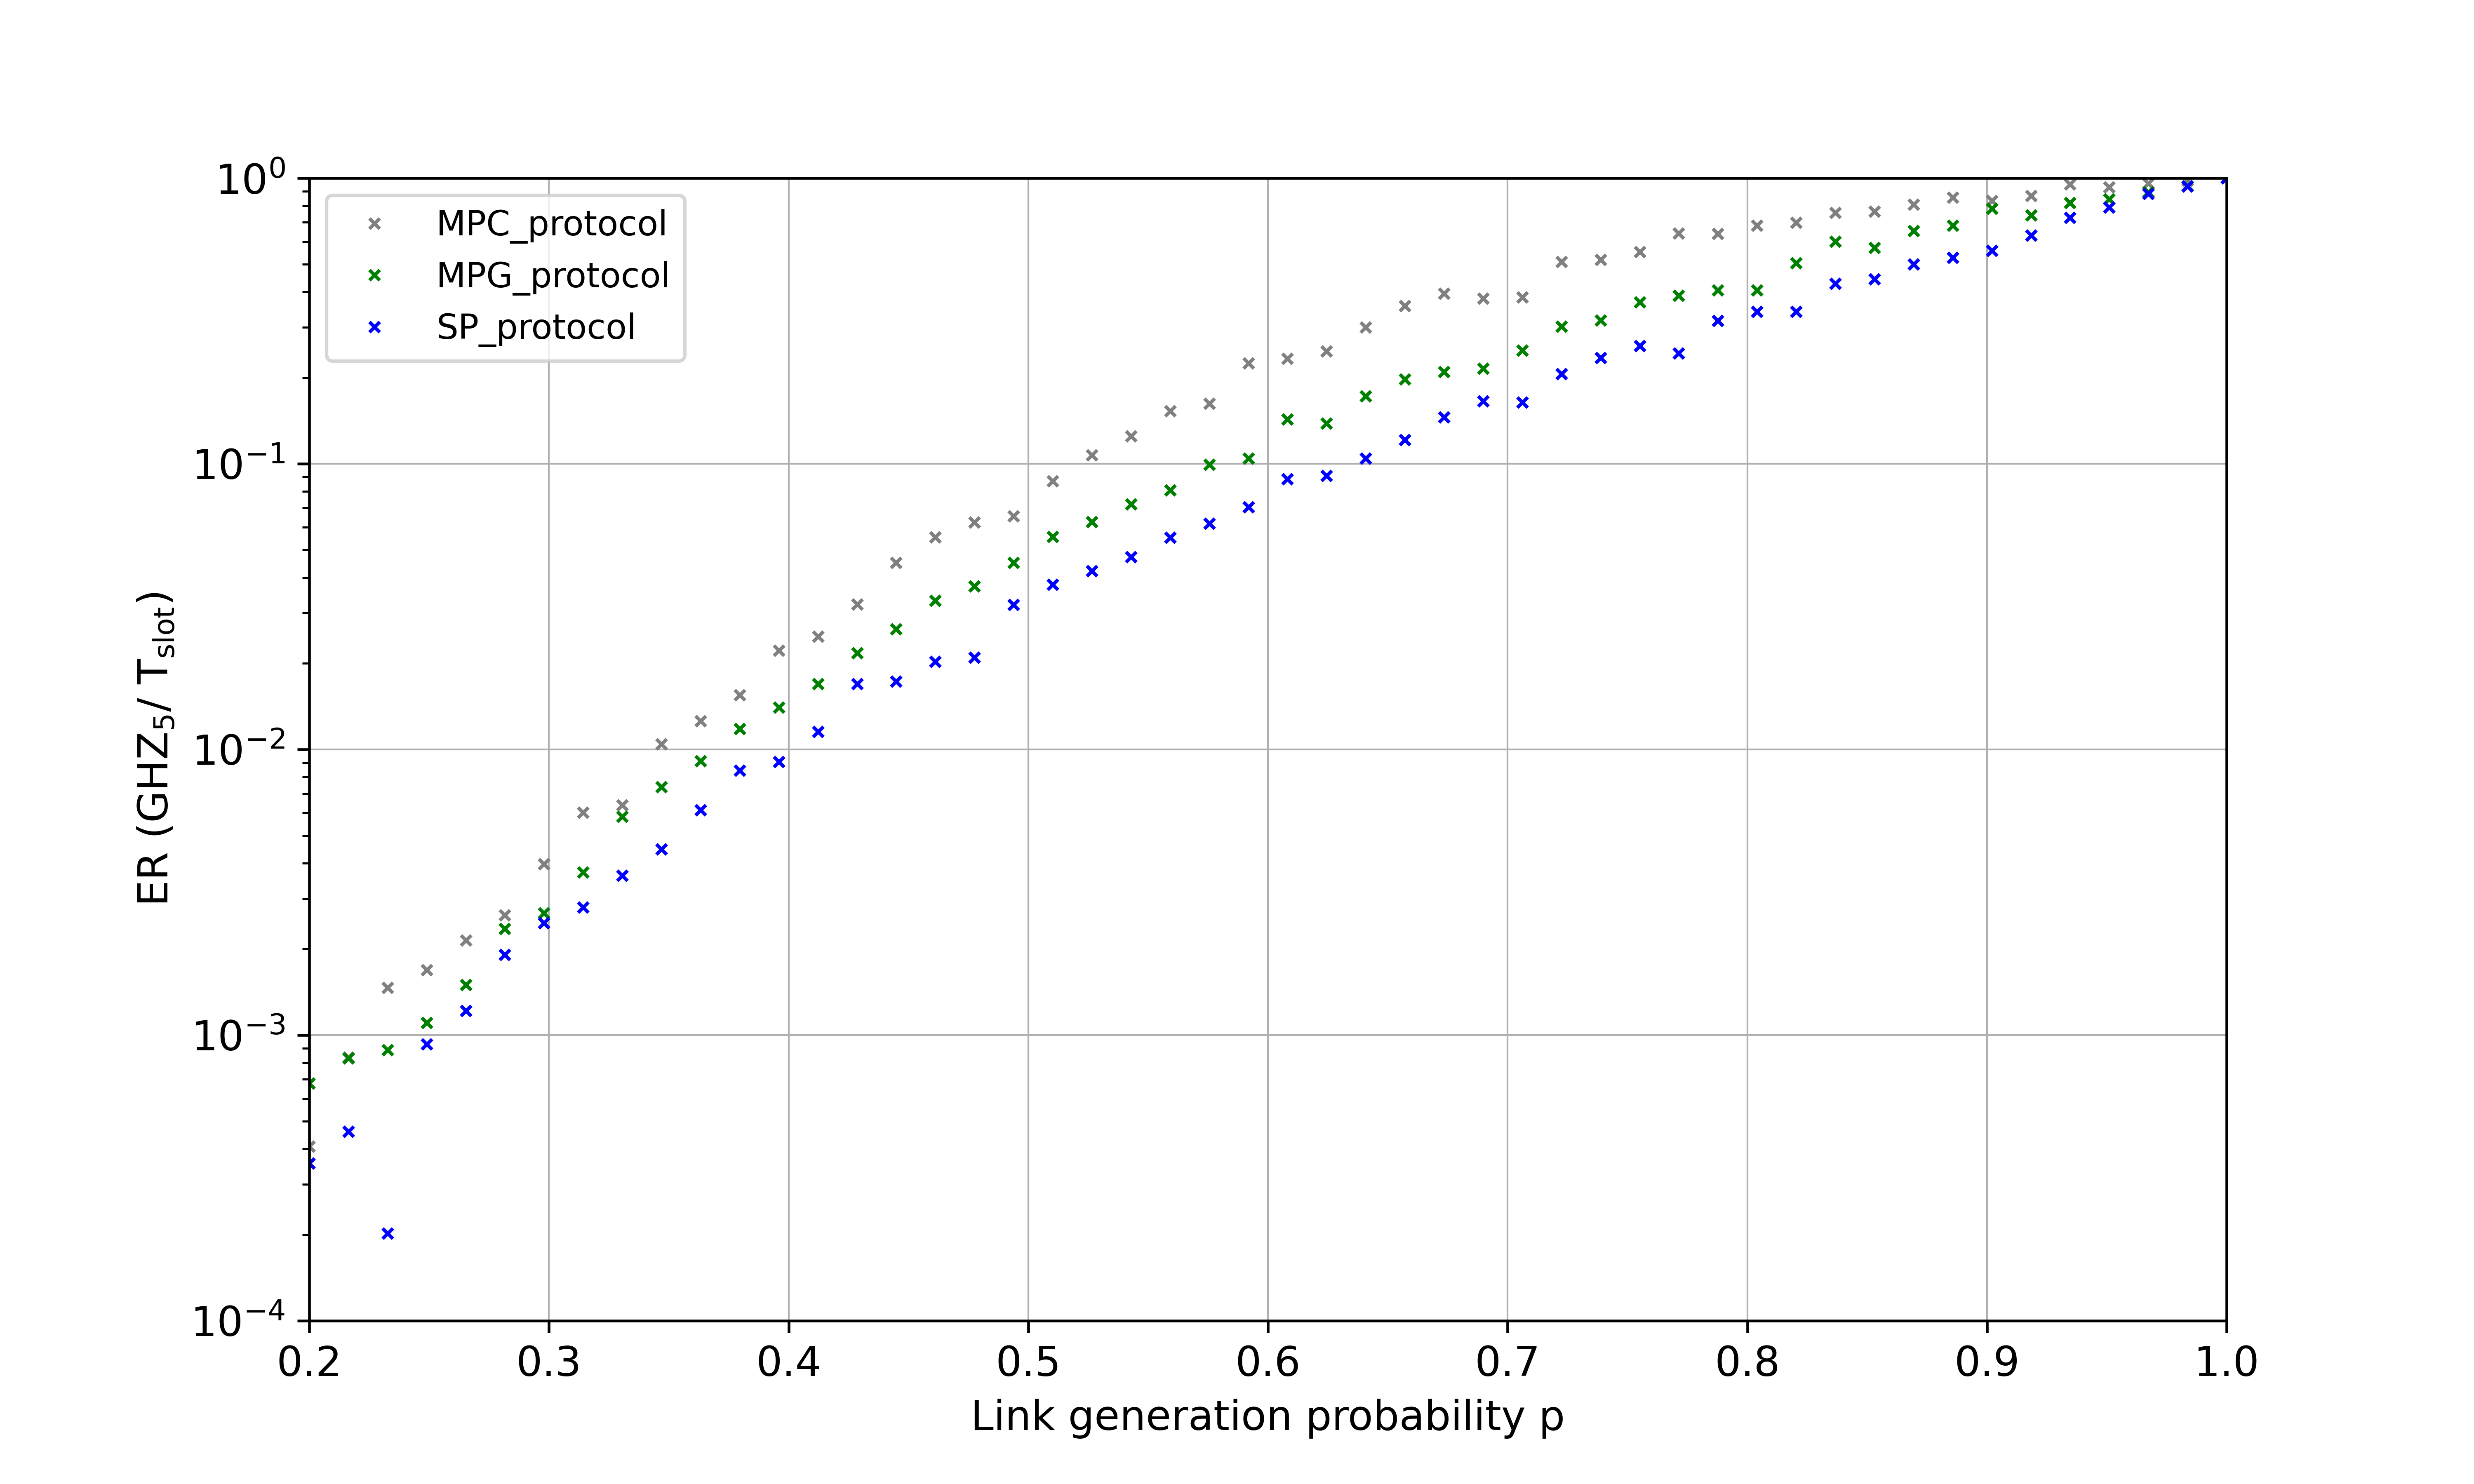 MPC_protocol
MPG_protocol
SP_protocol
10⁰
10⁻¹
10⁻²
10⁻³
10⁻⁴
ER (GHZ₅/ Tₛₗₒₜ)
0.2 0.3 0.4 0.5 0.6 0.7 0.8 0.9 1.0
Link generation probability p